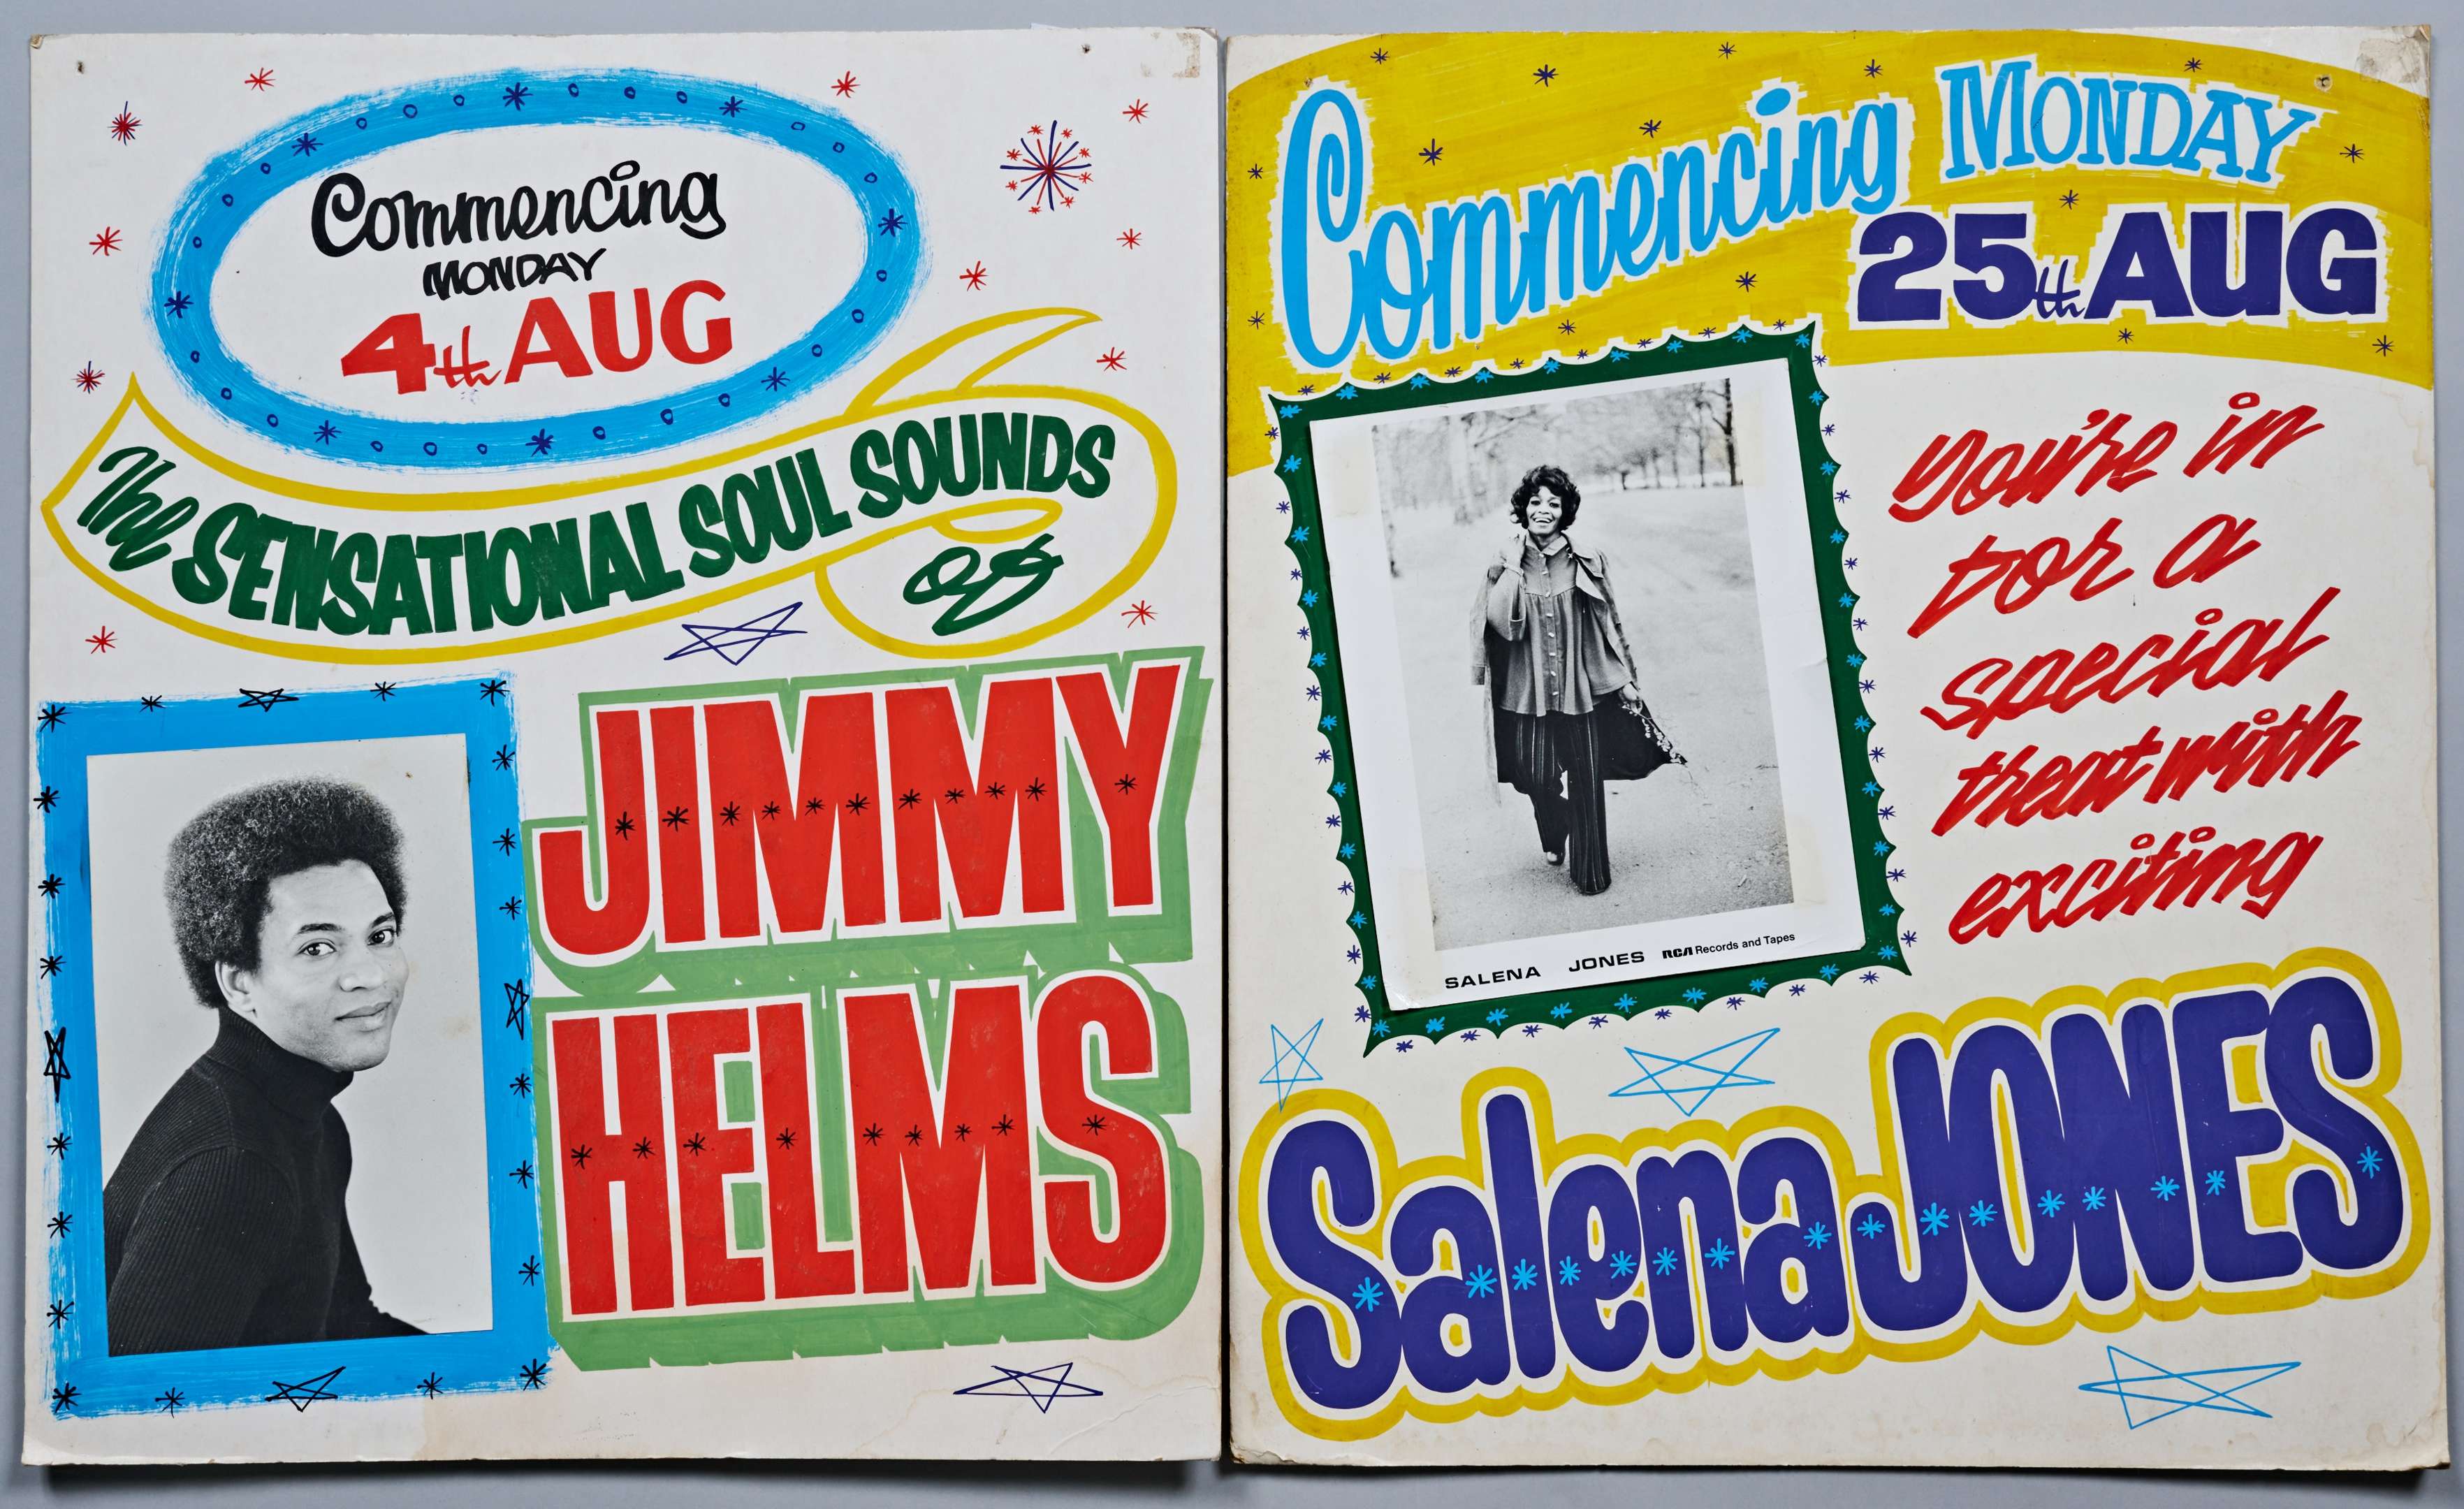 Commencing
MONDAY
4th AUG
The SENSATIONAL SOUL SOUNDS
of
JIMMY
HELMS
Commencing MONDAY
25th AUG
you're in
for a
special
treat with
exciting
SALENA JONES RCA Records and Tapes
Salena JONES